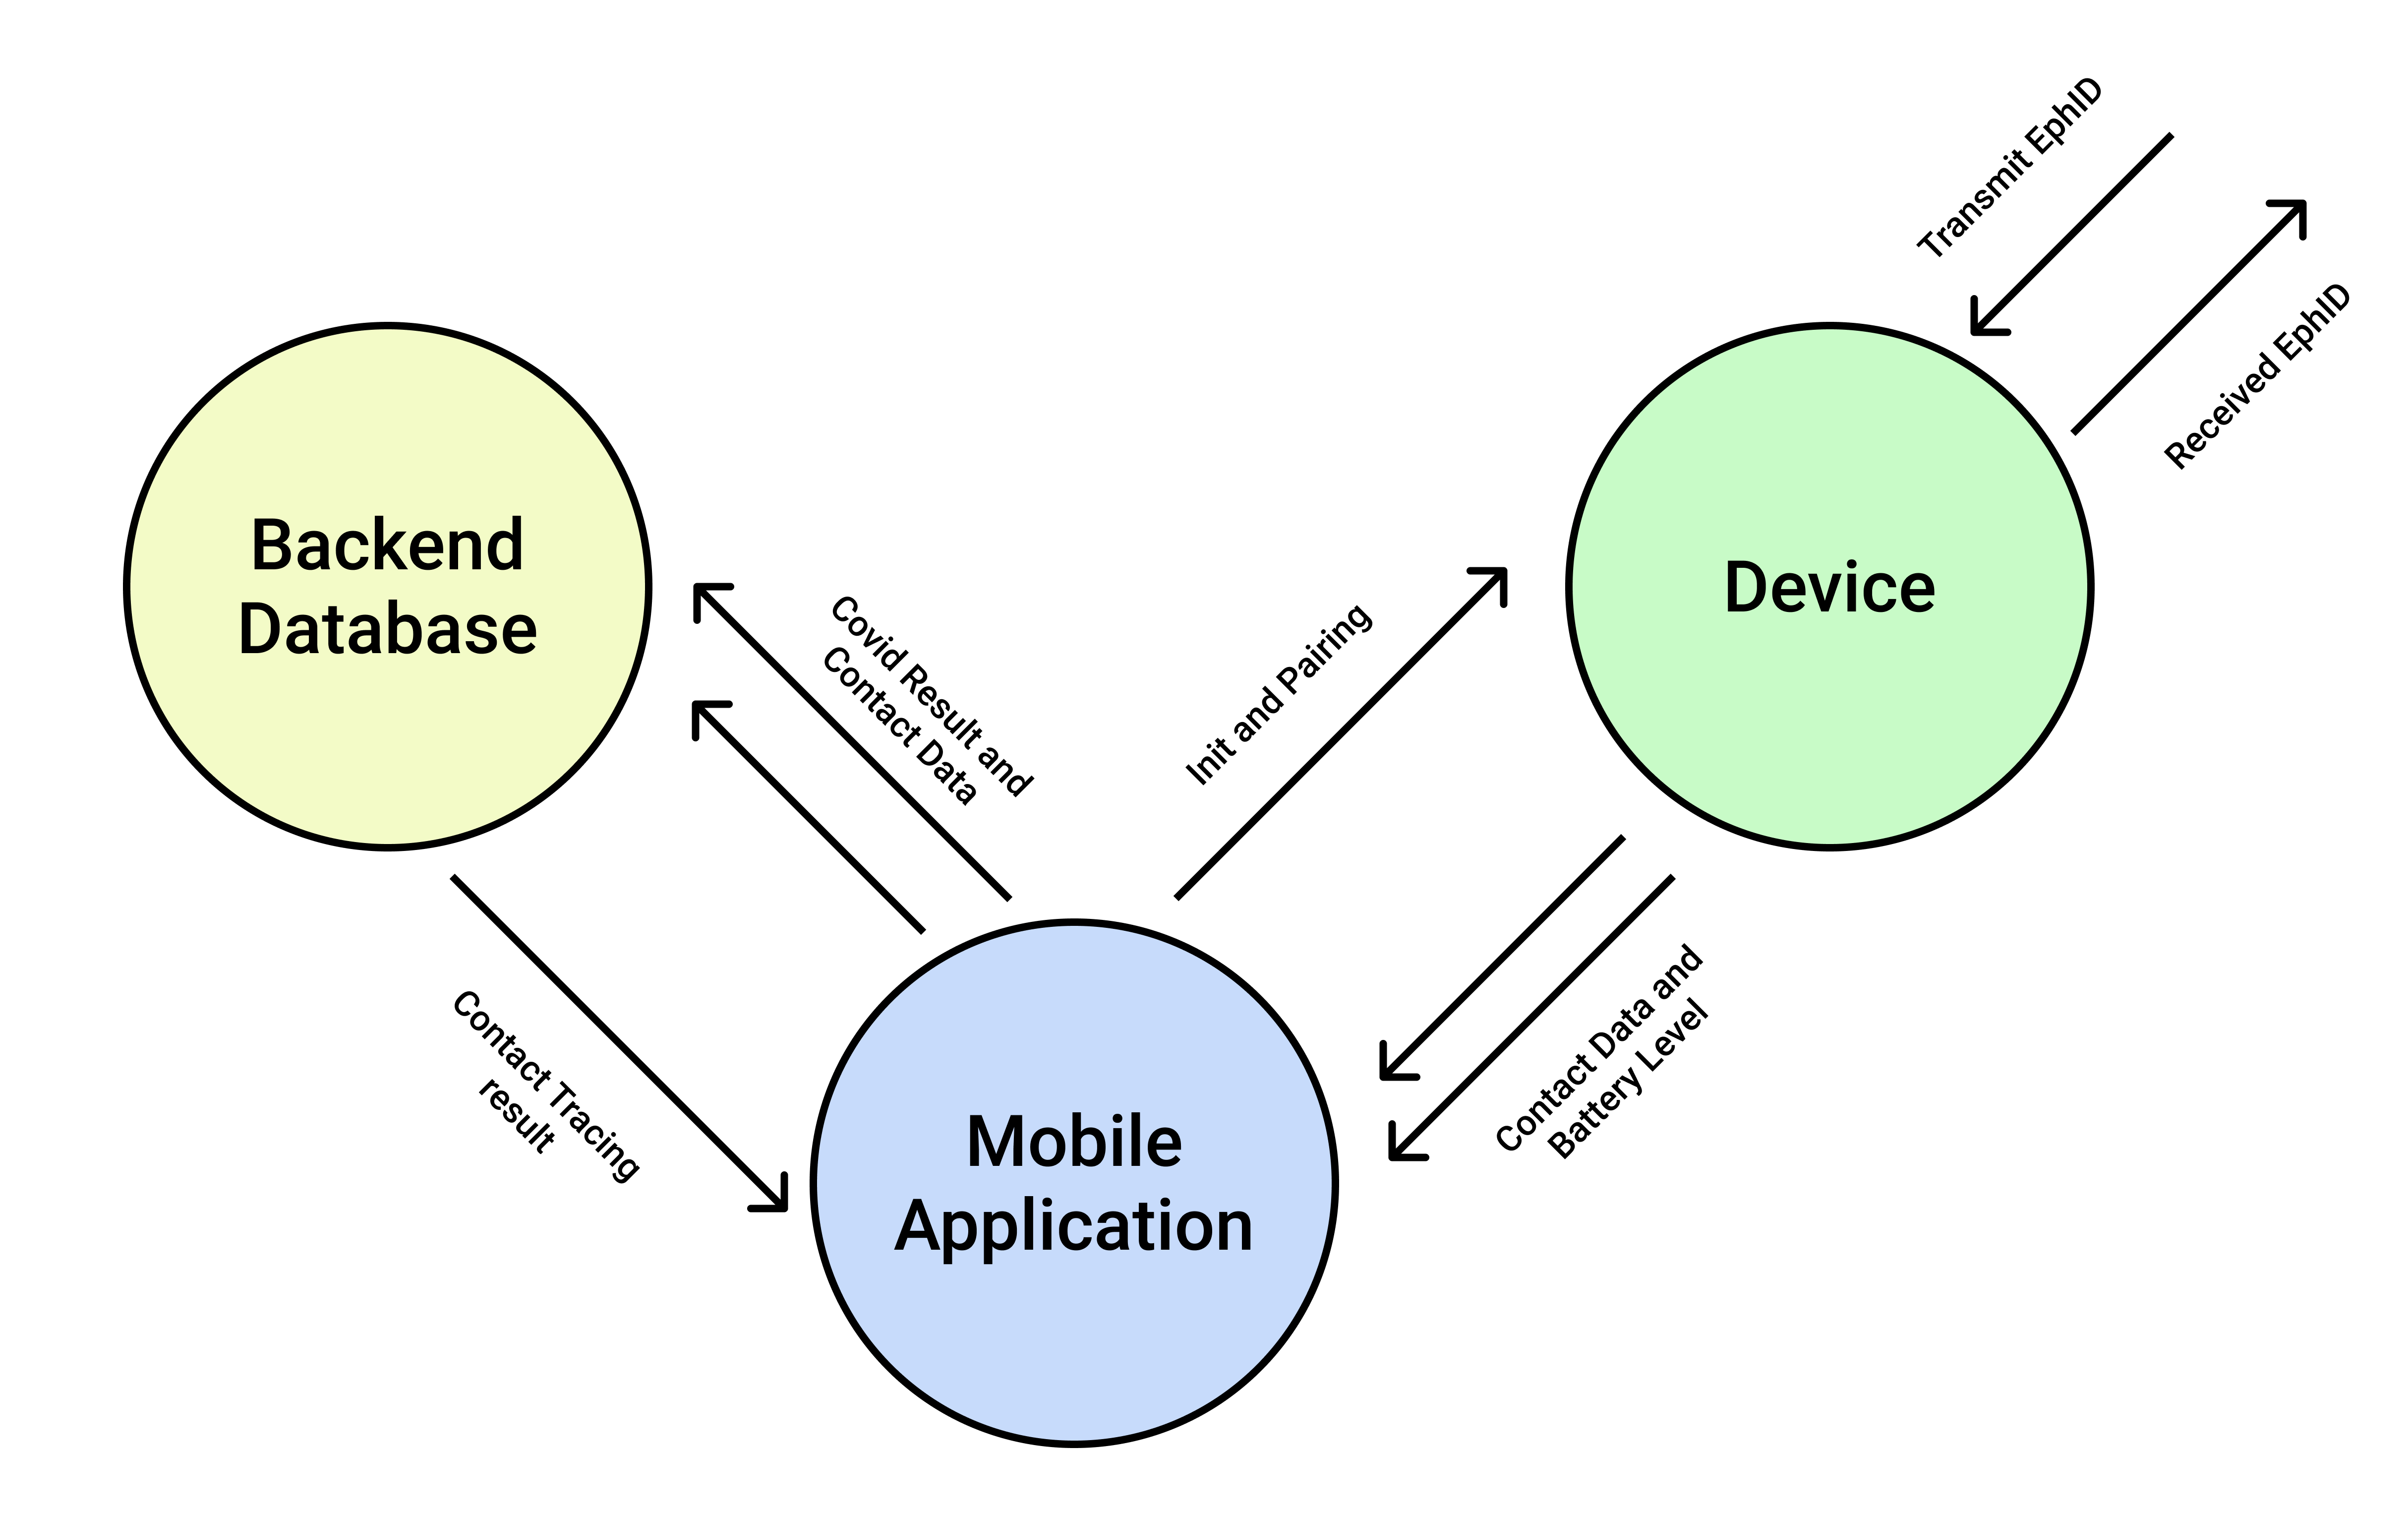 Transmit EphID
Received EphID
Backend
Database
Device
Covid Result and
Contact Data
Init and Pairing
Contact Tracing
result
Contact Data and
Battery Level
Mobile
Application